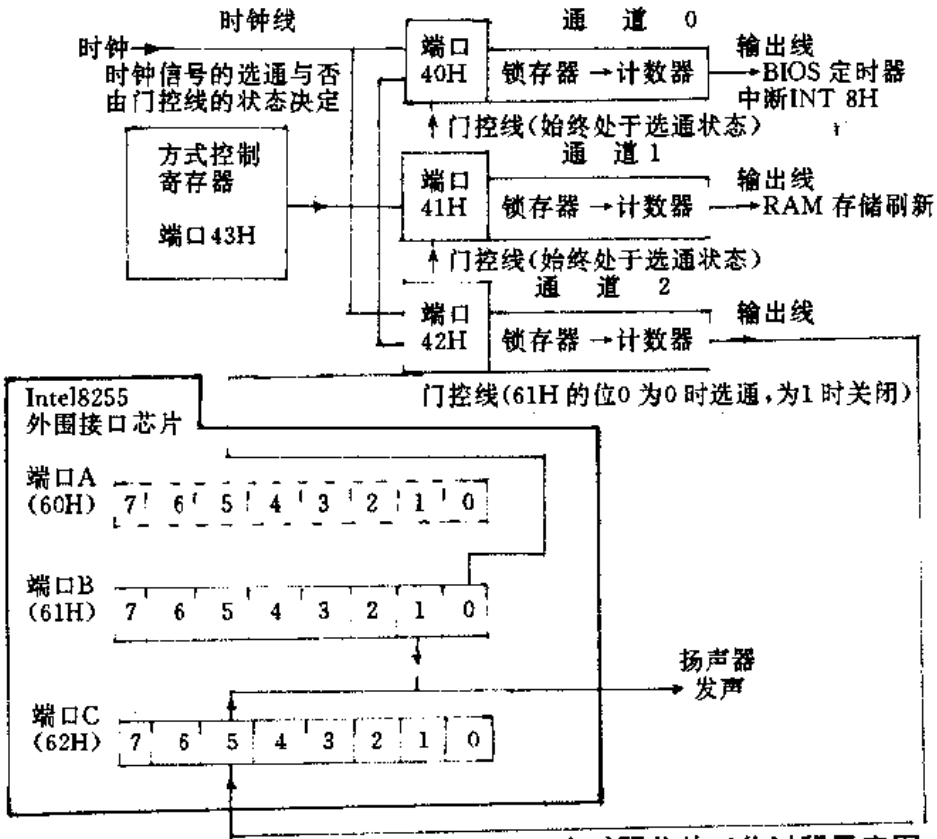 时钟线
通 道 0
时钟
端口
40H
锁存器→计数器
输出线
BIOS 定时器
中断INT 8H
时钟信号的选通与否
由门控线的状态决定
门控线(始终处于选通状态)
方式控制
寄存器
端口43H
通 道 1
端口
41H
锁存器→计数器
输出线
RAM 存储刷新
门控线(始终处于选通状态)
通 道 2
端口
42H
锁存器→计数器
输出线
门控线(61H 的位0 为0 时选通,为1 时关闭)
Intel8255
外围接口芯片
端口A
(60H) 7 6 5 4 3 2 1 0
端口B
(61H) 7 6 5 4 3 2 1 0
扬声器
发声
端口C
(62H) 7 6 5 4 3 2 1 0